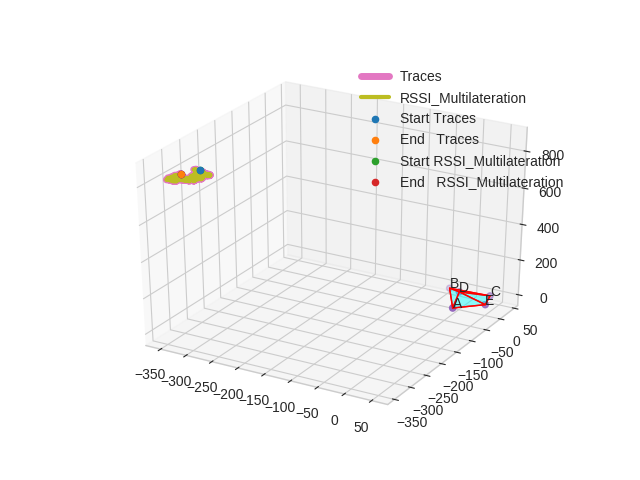 Traces
RSSI_Multilateration
Start Traces
End   Traces
Start RSSI_Multilateration
End   RSSI_Multilateration
800
600
400
200
0
B
D
C
A
E
50
0
−50
−100
−150
−200
−250
−300
−350
−350
−300
−250
−200
−150
−100
−50
0
50